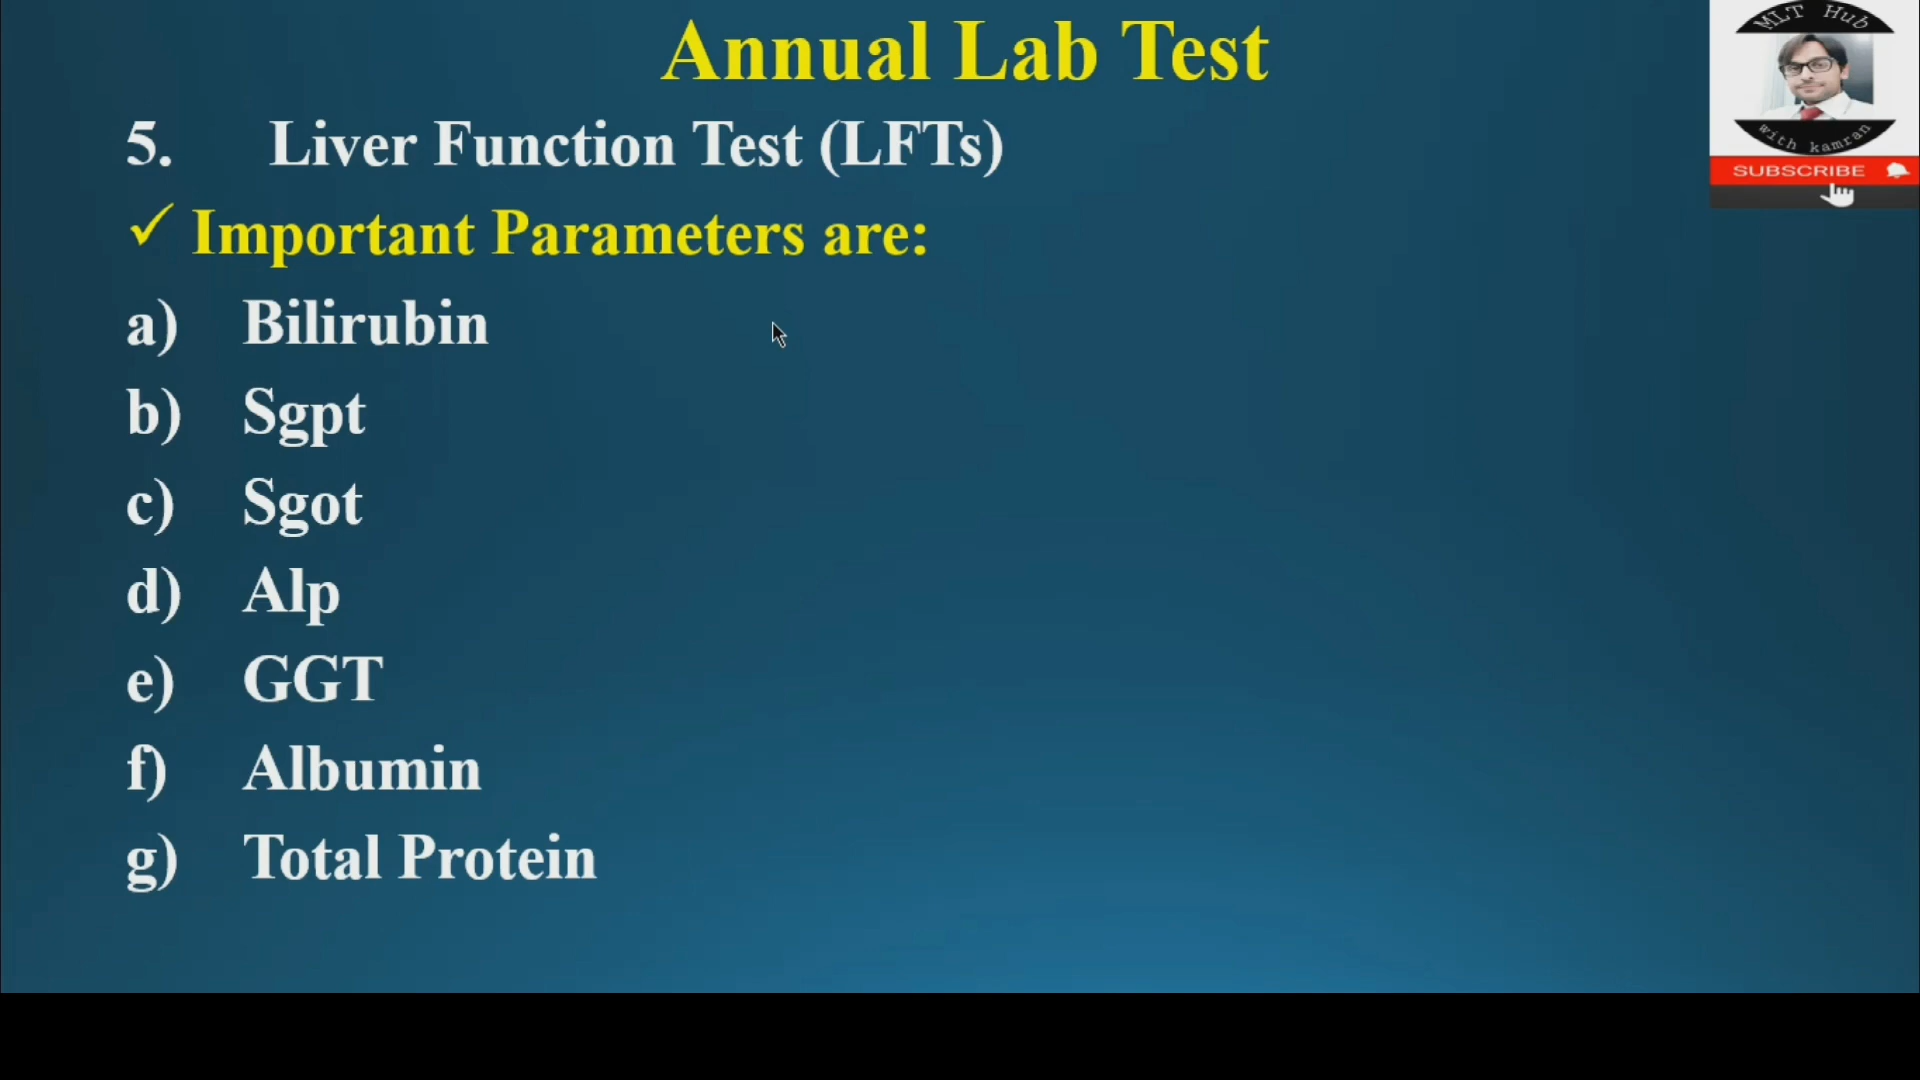 Annual Lab Test
MLT Hub
with kamran
SUBSCRIBE
5. Liver Function Test (LFTs)
✓ Important Parameters are:
a) Bilirubin
b) Sgpt
c) Sgot
d) Alp
e) GGT
f) Albumin
g) Total Protein